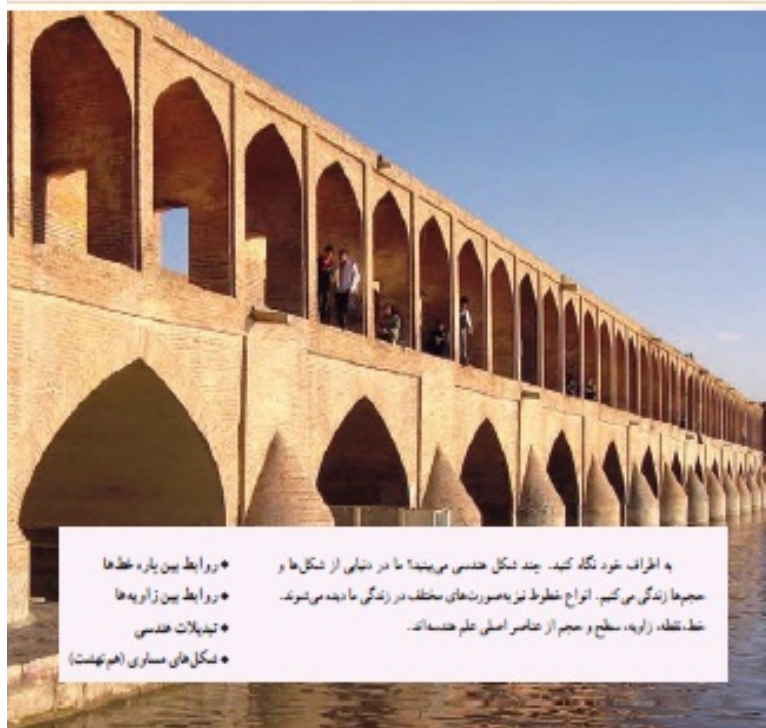 به اطراف خود نگاه کنید. چند شکل هندسی می‌بینید؟ ما در دنیایی از شکل‌ها و
حجم‌ها زندگی می‌کنیم. انواع خطوط نیز به‌صورت‌های مختلف در زندگی ما دیده می‌شوند.
خط، نقطه، زاویه، سطح و حجم از عناصر اصلی علم هندسه‌اند.
● روابط بین پاره خط‌ها
● روابط بین زاویه‌ها
● تبدیلات هندسی
● شکل‌های مساوی (هم‌نهشت)